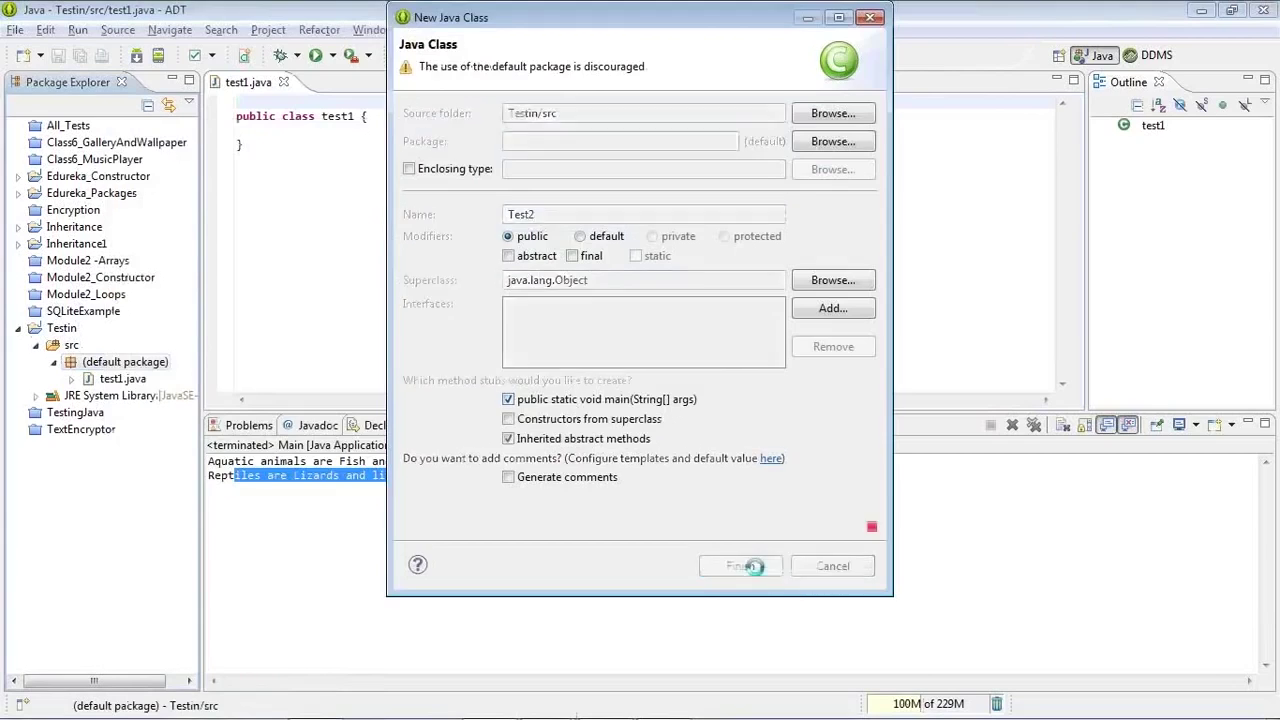 Java - Testin/src/test1.java - ADT
File Edit Run Source Navigate Search Project Refactor Windo
Java DDMS
Package Explorer
All_Tests
Class6_GalleryAndWallpaper
Class6_MusicPlayer
Edureka_Constructor
Edureka_Packages
Encryption
Inheritance
Inheritance1
Module2 -Arrays
Module2_Constructor
Module2_Loops
SQLiteExample
Testin
src
(default package)
test1.java
JRE System Library [JavaSE-
TestingJava
TextEncryptor
test1.java
public class test1 {
}
Problems @ Javadoc Decl
<terminated> Main [Java Application
Aquatic animals are Fish an
Reptiles are Lizards and li
New Java Class
Java Class
The use of the default package is discouraged.
Source folder: Testin/src Browse...
Package: (default) Browse...
Enclosing type: Browse...
Name: Test2
Modifiers: public default private protected
abstract final static
Superclass: java.lang.Object Browse...
Interfaces: Add...
Remove
Which method stubs would you like to create?
public static void main(String[] args)
Constructors from superclass
Inherited abstract methods
Do you want to add comments? (Configure templates and default value here)
Generate comments
? Cancel
Outline
test1
(default package) - Testin/src
100M of 229M